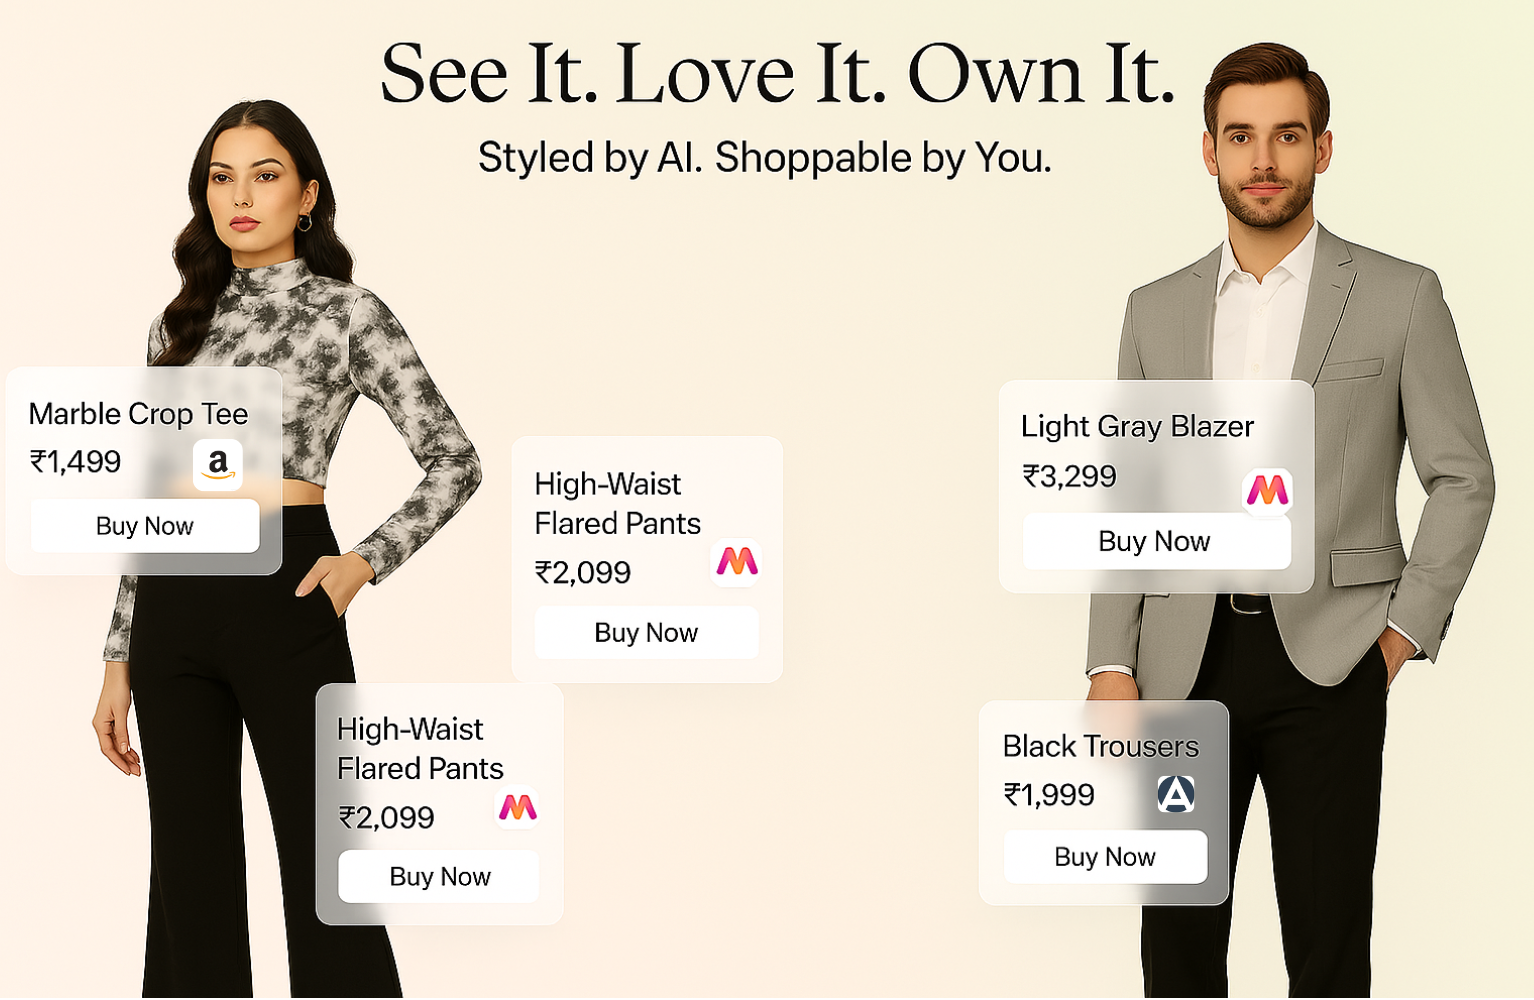 See It. Love It. Own It.
Styled by AI. Shoppable by You.
Marble Crop Tee
₹1,499
a
Buy Now
High-Waist
Flared Pants
₹2,099
Buy Now
High-Waist
Flared Pants
₹2,099
Buy Now
Light Gray Blazer
₹3,299
Buy Now
Black Trousers
₹1,999
Buy Now